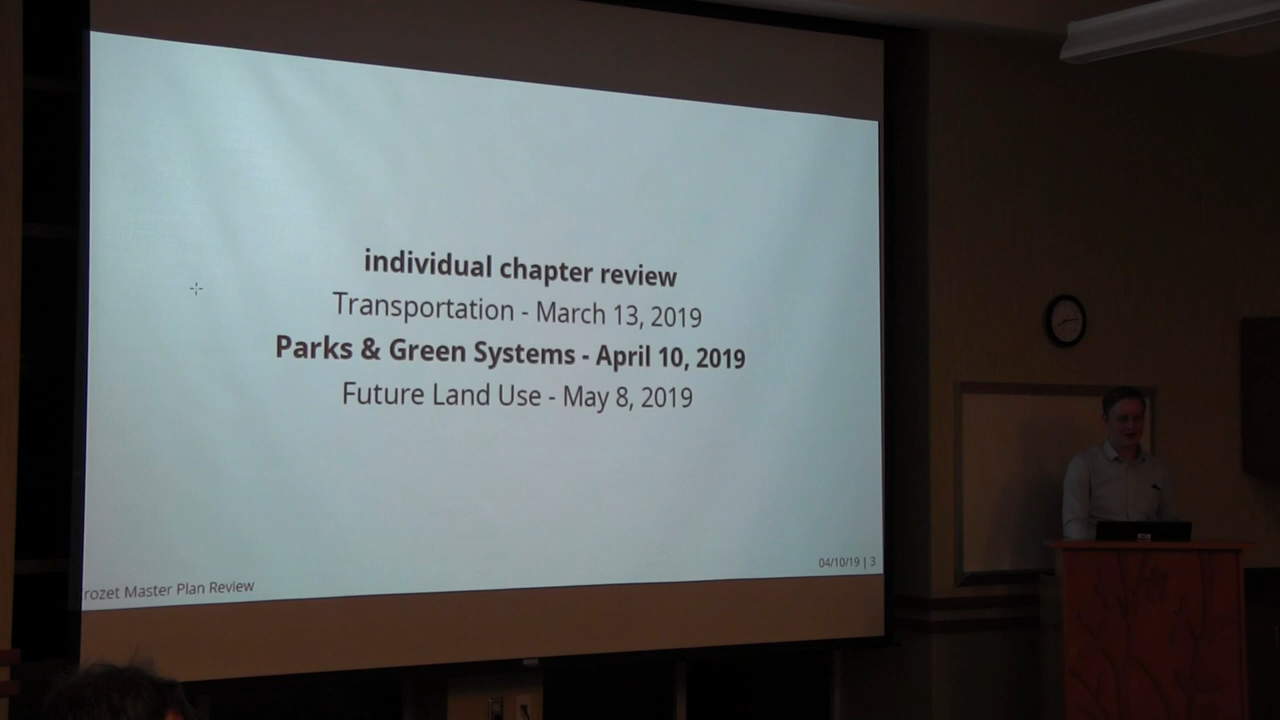 individual chapter review
Transportation - March 13, 2019
Parks & Green Systems - April 10, 2019
Future Land Use - May 8, 2019
rozet Master Plan Review
04/10/19 | 3